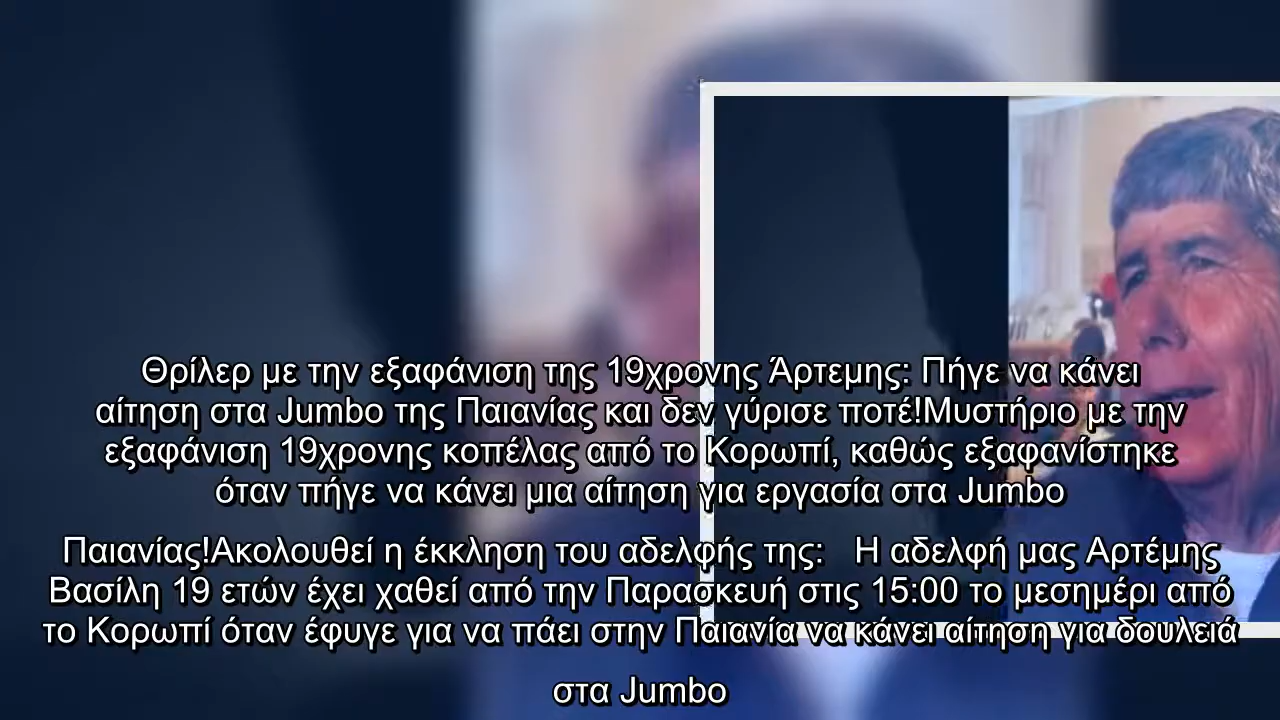 Θρίλερ με την εξαφάνιση της 19χρονης Άρτεμης: Πήγε να κάνει
αίτηση στα Jumbo της Παιανίας και δεν γύρισε ποτέ!Μυστήριο με την
εξαφάνιση 19χρονης κοπέλας από το Κορωπί, καθώς εξαφανίστηκε
όταν πήγε να κάνει μια αίτηση για εργασία στα Jumbo
Παιανίας!Ακολουθεί η έκκληση του αδελφής της: Η αδελφή μας Αρτέμης
Βασίλη 19 ετών έχει χαθεί από την Παρασκευή στις 15:00 το μεσημέρι από
το Κορωπί όταν έφυγε για να πάει στην Παιανία να κάνει αίτηση για δουλειά
στα Jumbo